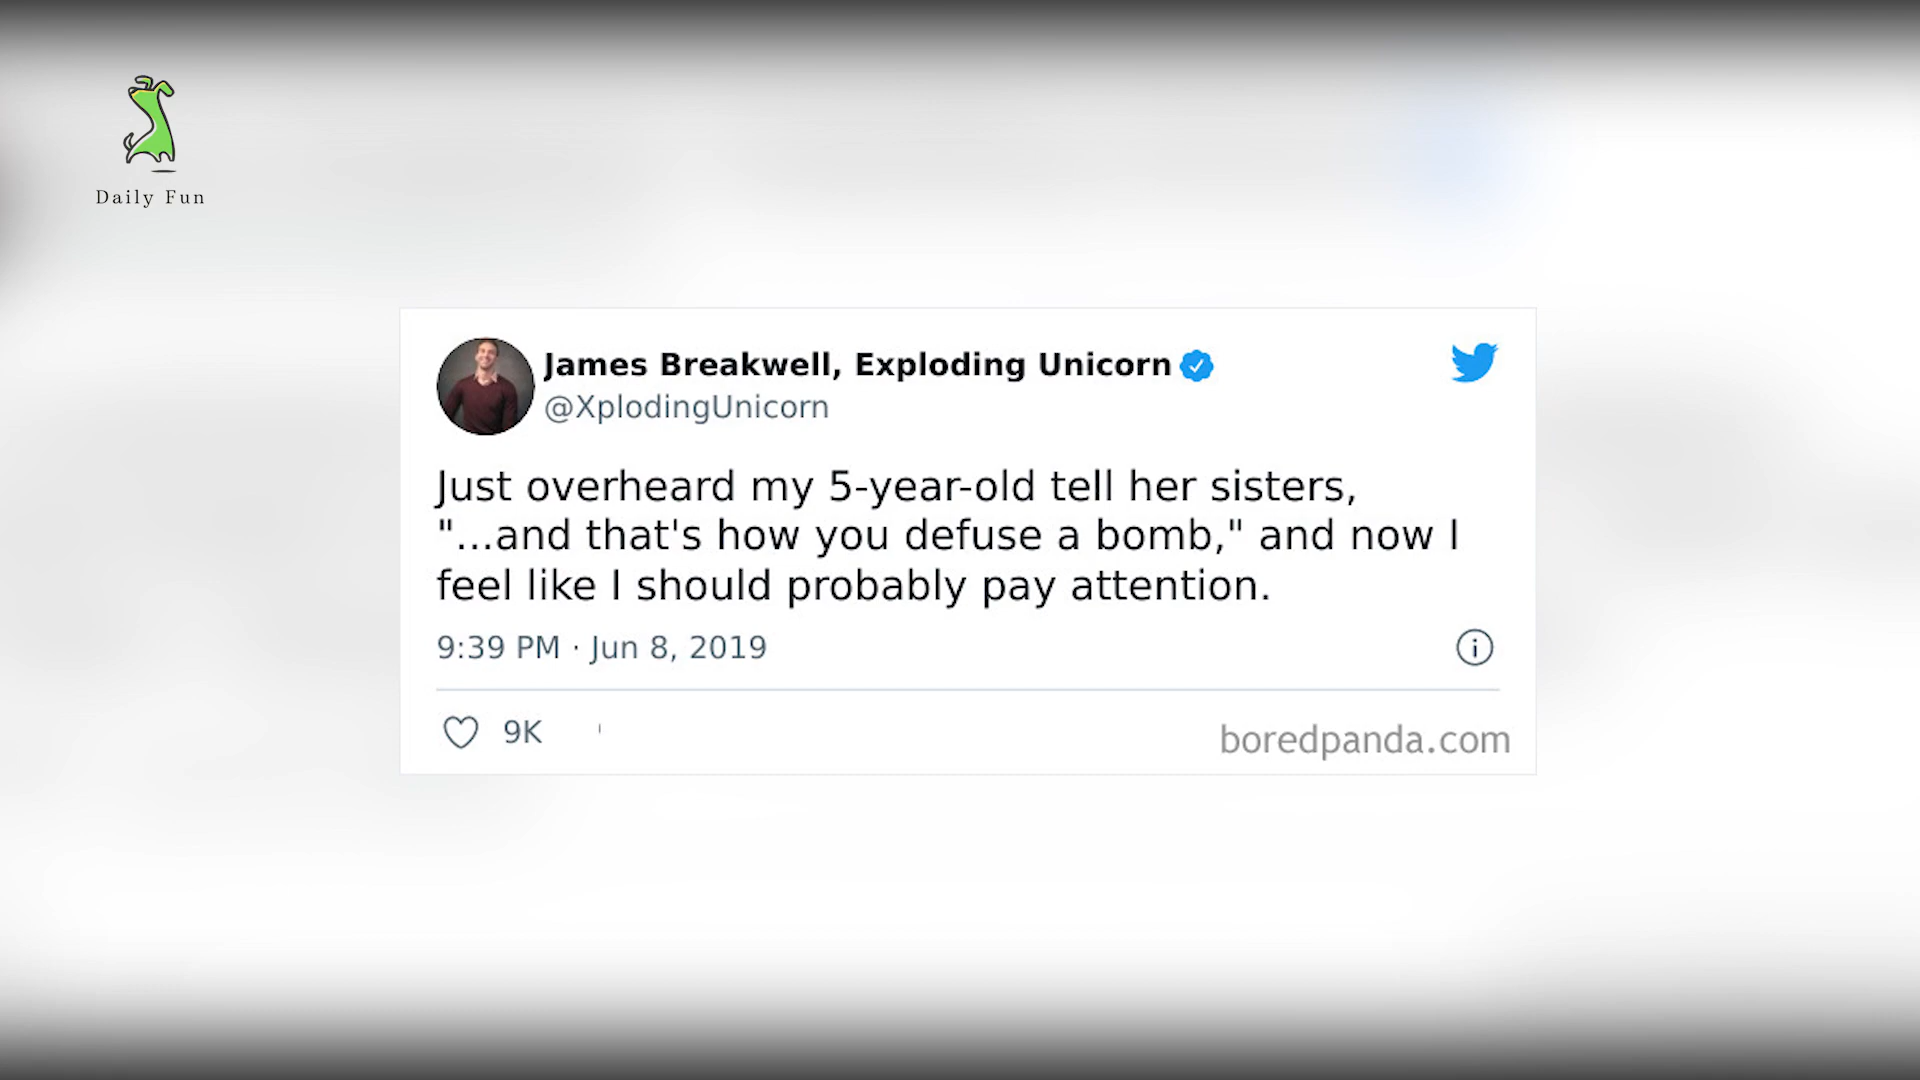 Daily Fun
James Breakwell, Exploding Unicorn
@XplodingUnicorn
Just overheard my 5-year-old tell her sisters,
"...and that's how you defuse a bomb," and now I
feel like I should probably pay attention.
9:39 PM · Jun 8, 2019
9K
boredpanda.com